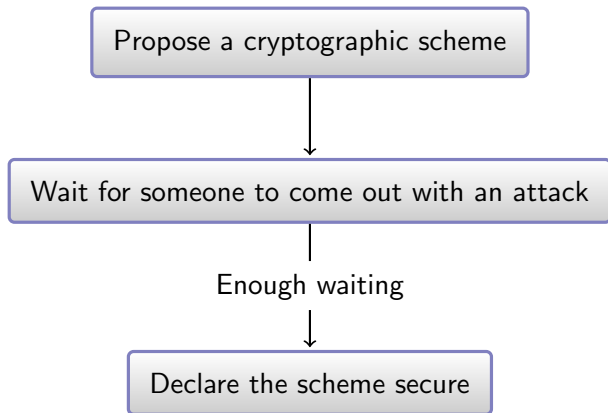 Propose a cryptographic scheme
Wait for someone to come out with an attack
Enough waiting
Declare the scheme secure